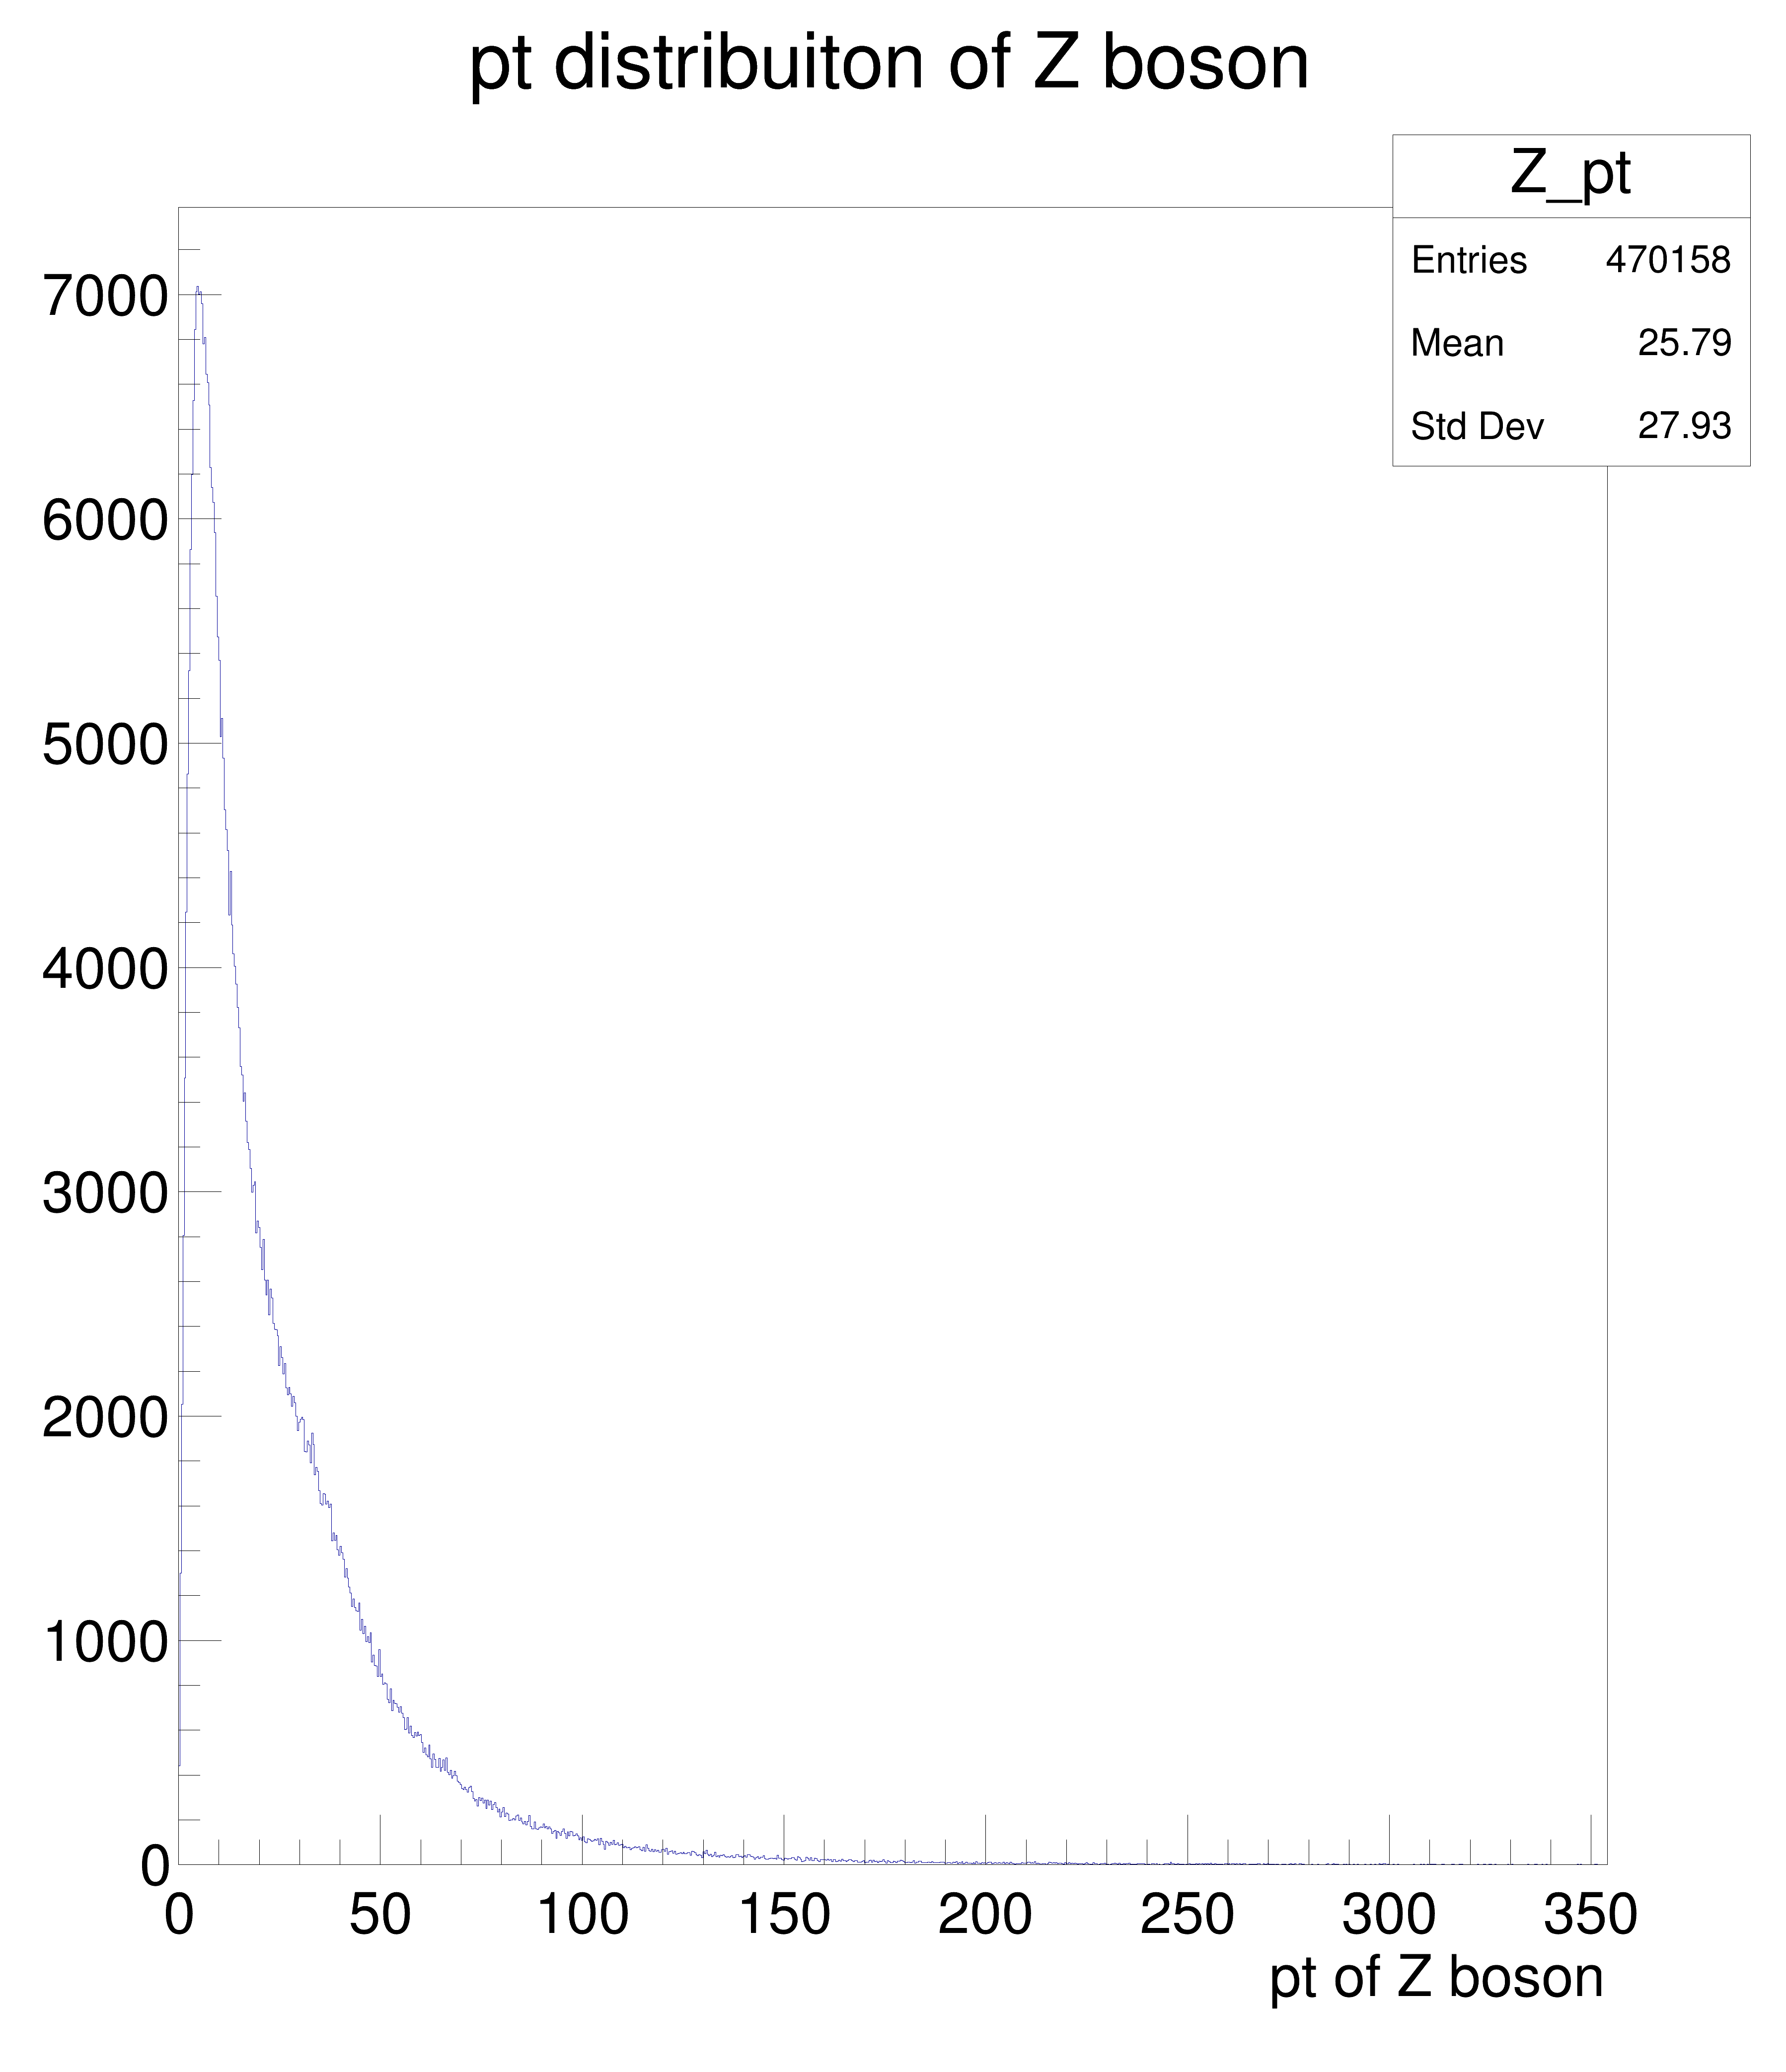 pt distribuiton of Z boson
Z_pt
Entries 470158
Mean 25.79
Std Dev 27.93
7000
6000
5000
4000
3000
2000
1000
0
0 50 100 150 200 250 300 350
pt of Z boson